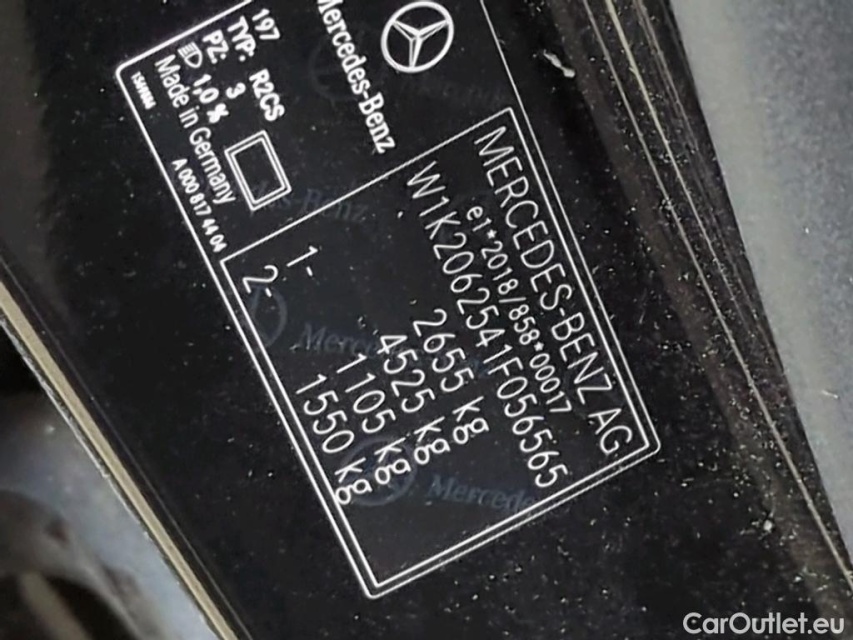 MERCEDES-BENZ AG
e1*2018/858*00017
W1K2062541F056565
2655 kg
4525 kg
1- 1105 kg
2- 1550 kg
Mercedes-Benz
197
TYP: R2CS
PZ: 3
1,0 %
Made in Germany
A 000 817 44 04
CarOutlet.eu